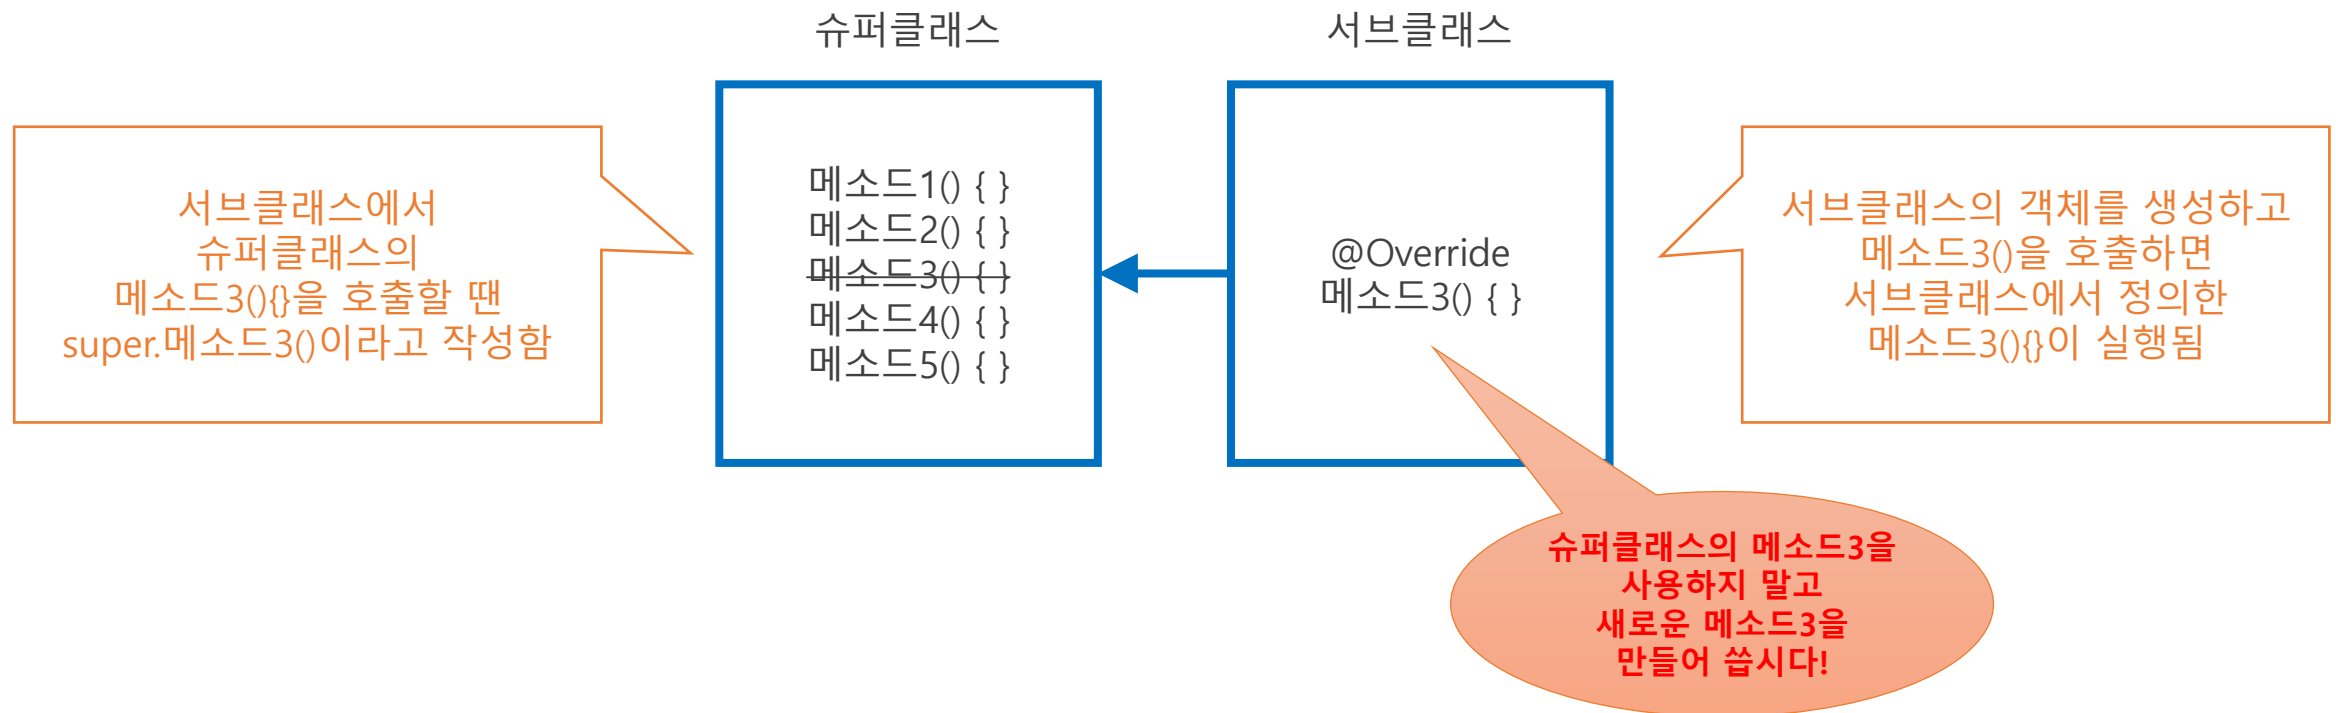 슈퍼클래스
서브클래스
서브클래스에서
슈퍼클래스의
메소드3(){}을 호출할 땐
super.메소드3()이라고 작성함
메소드1() { }
메소드2() { }
메소드3() { }
메소드4() { }
메소드5() { }
@Override
메소드3() { }
서브클래스의 객체를 생성하고
메소드3()을 호출하면
서브클래스에서 정의한
메소드3(){}이 실행됨
슈퍼클래스의 메소드3을
사용하지 말고
새로운 메소드3을
만들어 씁시다!